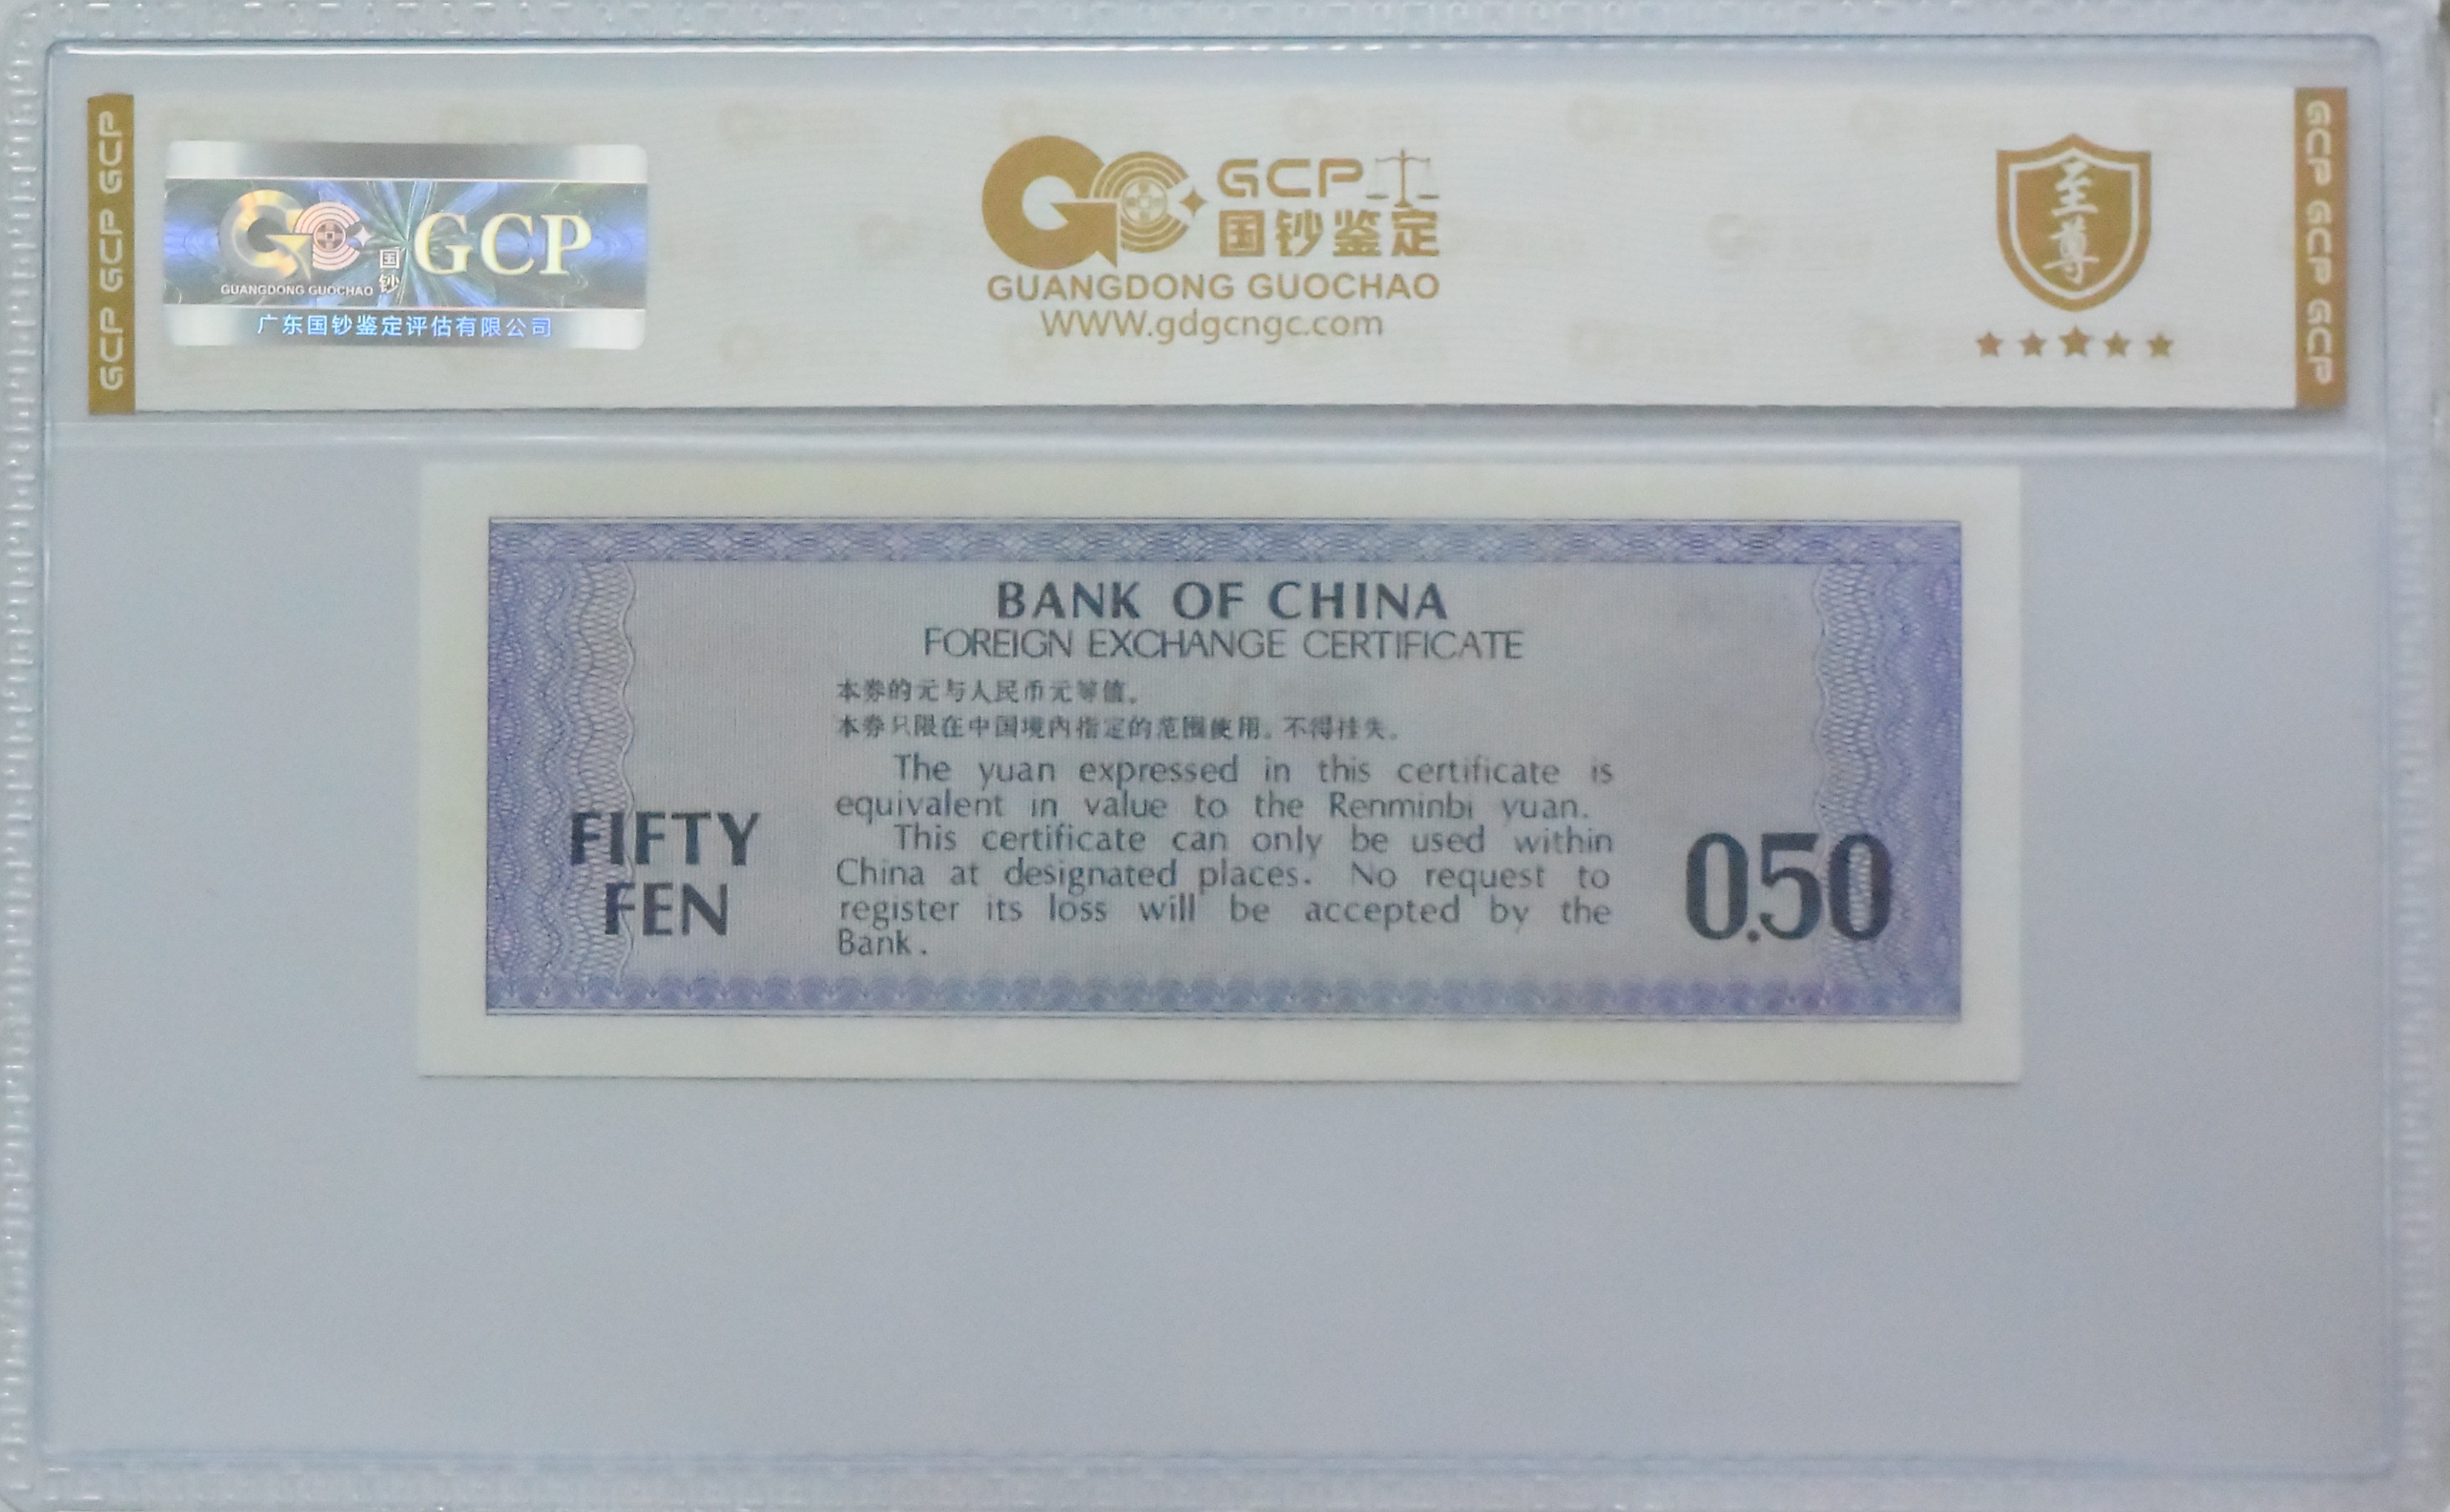 GCP GCP GCP
GCP
国钞
GUANGDONG GUOCHAO
广东国钞鉴定评估有限公司
GCP
国钞鉴定
GUANGDONG GUOCHAO
WWW.gdgcngc.com
至尊
GCP GCP GCP
BANK OF CHINA
FOREIGN EXCHANGE CERTIFICATE
本券的元与人民币元等值。
本券只限在中国境内指定的范围使用。不得挂失。
The yuan expressed in this certificate is
equivalent in value to the Renminbi yuan.
This certificate can only be used within
China at designated places. No request to
register its loss will be accepted by the
Bank.
FIFTY
FEN
0.50